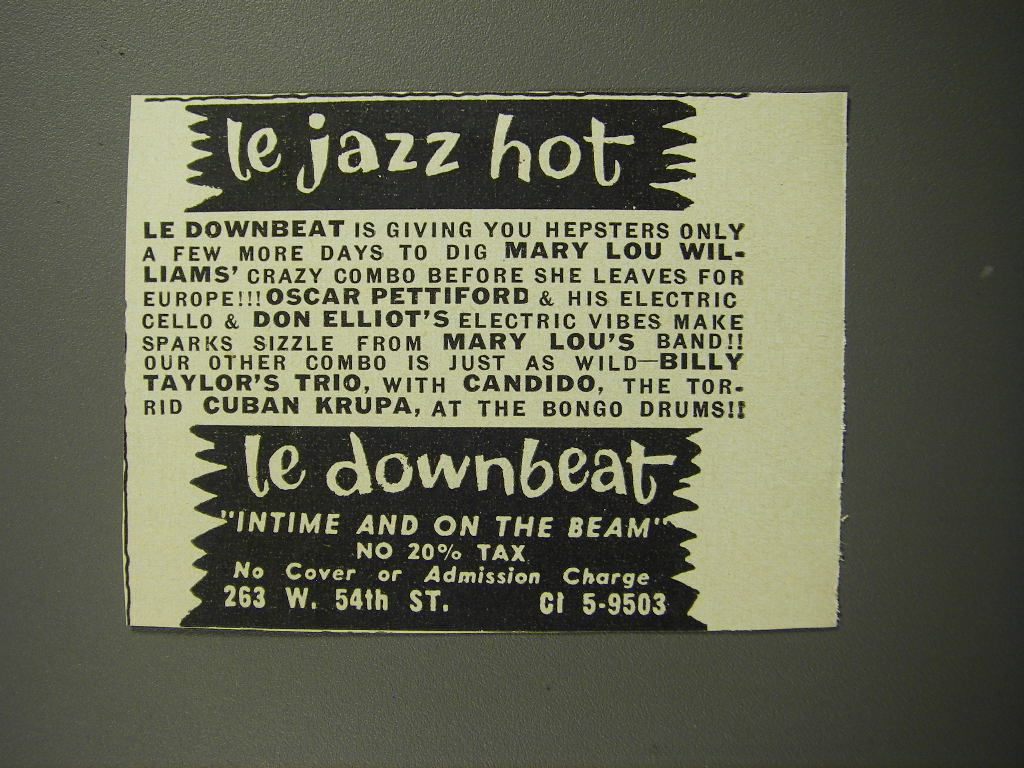 le jazz hot
LE DOWNBEAT IS GIVING YOU HEPSTERS ONLY
A FEW MORE DAYS TO DIG MARY LOU WIL-
LIAMS' CRAZY COMBO BEFORE SHE LEAVES FOR
EUROPE!!! OSCAR PETTIFORD & HIS ELECTRIC
CELLO & DON ELLIOT'S ELECTRIC VIBES MAKE
SPARKS SIZZLE FROM MARY LOU'S BAND!!
OUR OTHER COMBO IS JUST AS WILD—BILLY
TAYLOR'S TRIO, WITH CANDIDO, THE TOR-
RID CUBAN KRUPA, AT THE BONGO DRUMS!!
le downbeat
"INTIME AND ON THE BEAM"
NO 20% TAX
No Cover or Admission Charge
263 W. 54th ST. CI 5-9503